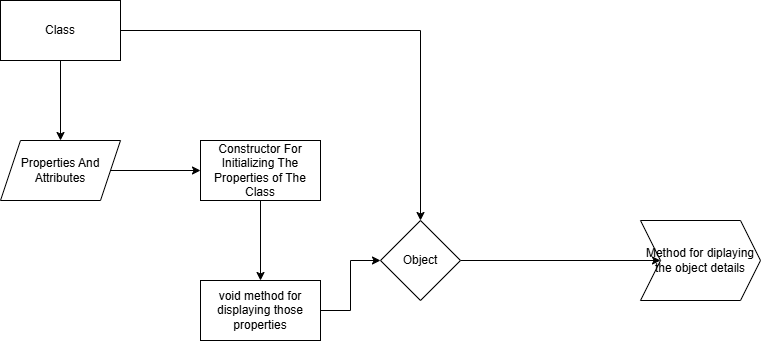 Class
Properties And
Attributes
Constructor For
Initializing The
Properties of The
Class
void method for
displaying those
properties
Object
Method for diplaying
the object details